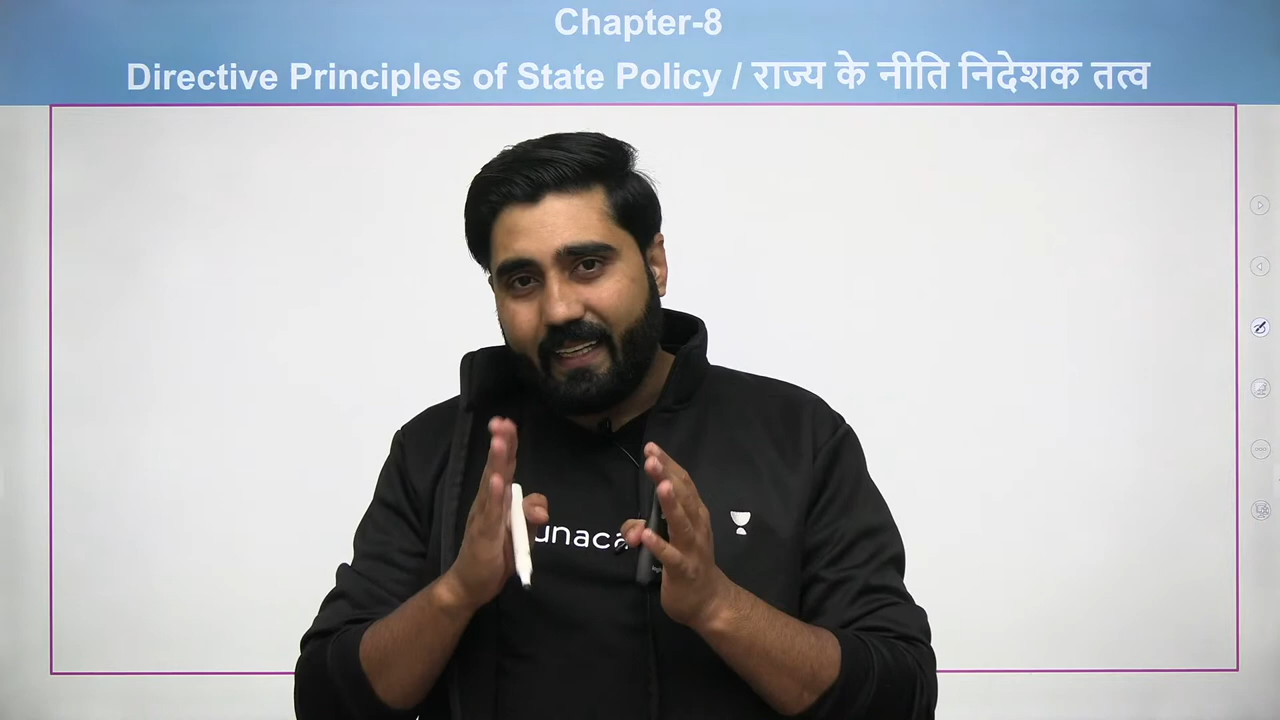 Chapter-8
Directive Principles of State Policy / राज्य के नीति निदेशक तत्व
unaca